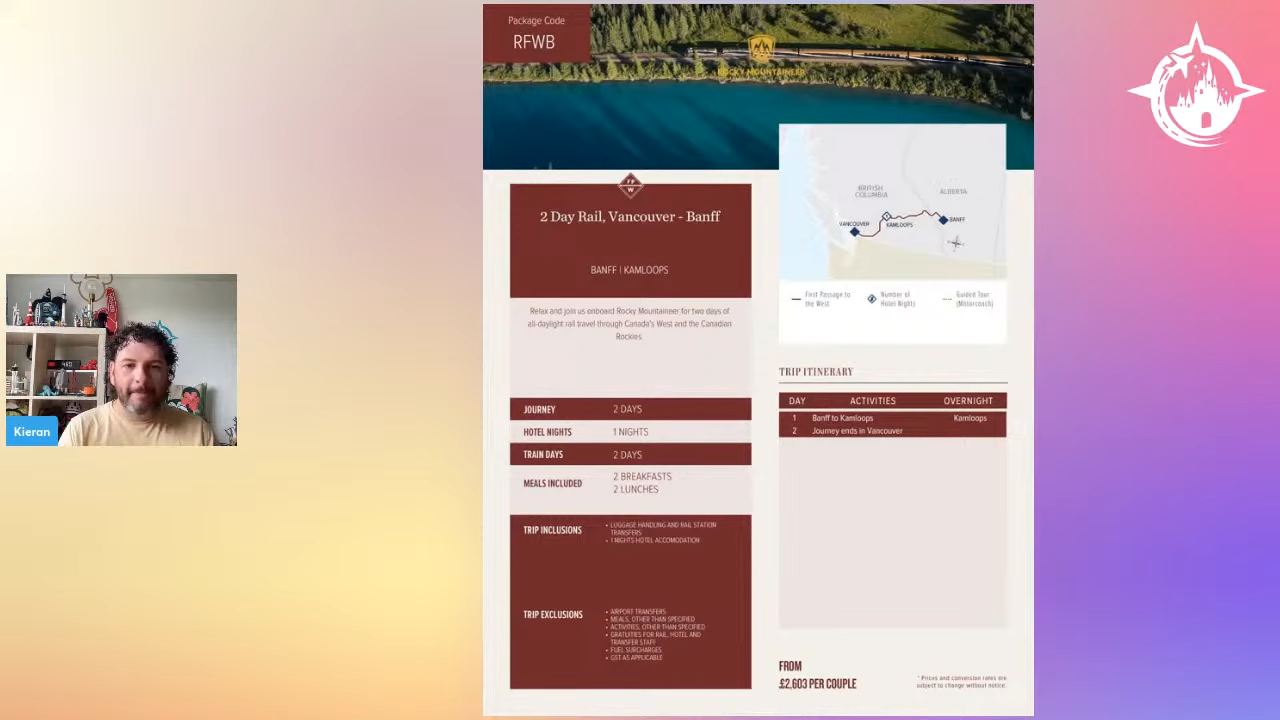 Package Code
RFWB
ROCKY MOUNTAINEER
FP
W
2 Day Rail, Vancouver - Banff
BANFF | KAMLOOPS
Relax and join us onboard Rocky Mountaineer for two days of
all-daylight rail travel through Canada's West and the Canadian
Rockies
JOURNEY 2 DAYS
HOTEL NIGHTS 1 NIGHTS
TRAIN DAYS 2 DAYS
MEALS INCLUDED 2 BREAKFASTS
2 LUNCHES
TRIP INCLUSIONS • LUGGAGE HANDLING AND RAIL STATION
TRANSFERS
• 1 NIGHTS HOTEL ACCOMODATION
TRIP EXCLUSIONS • AIRPORT TRANSFERS
• MEALS, OTHER THAN SPECIFIED
• ACTIVITIES, OTHER THAN SPECIFIED
• GRATUITIES FOR RAIL, HOTEL AND
TRANSFER STAFF
• FUEL SURCHARGES
• GST AS APPLICABLE
BRITISH
COLUMBIA
ALBERTA
VANCOUVER
KAMLOOPS
BANFF
First Passage to
the West
Number of
Hotel Night(s)
Guided Tour
(Motorcoach)
TRIP ITINERARY
DAY ACTIVITIES OVERNIGHT
1 Banff to Kamloops Kamloops
2 Journey ends in Vancouver
FROM
£2,603 PER COUPLE
* Prices and conversion rates are
subject to change without notice.
Kieran